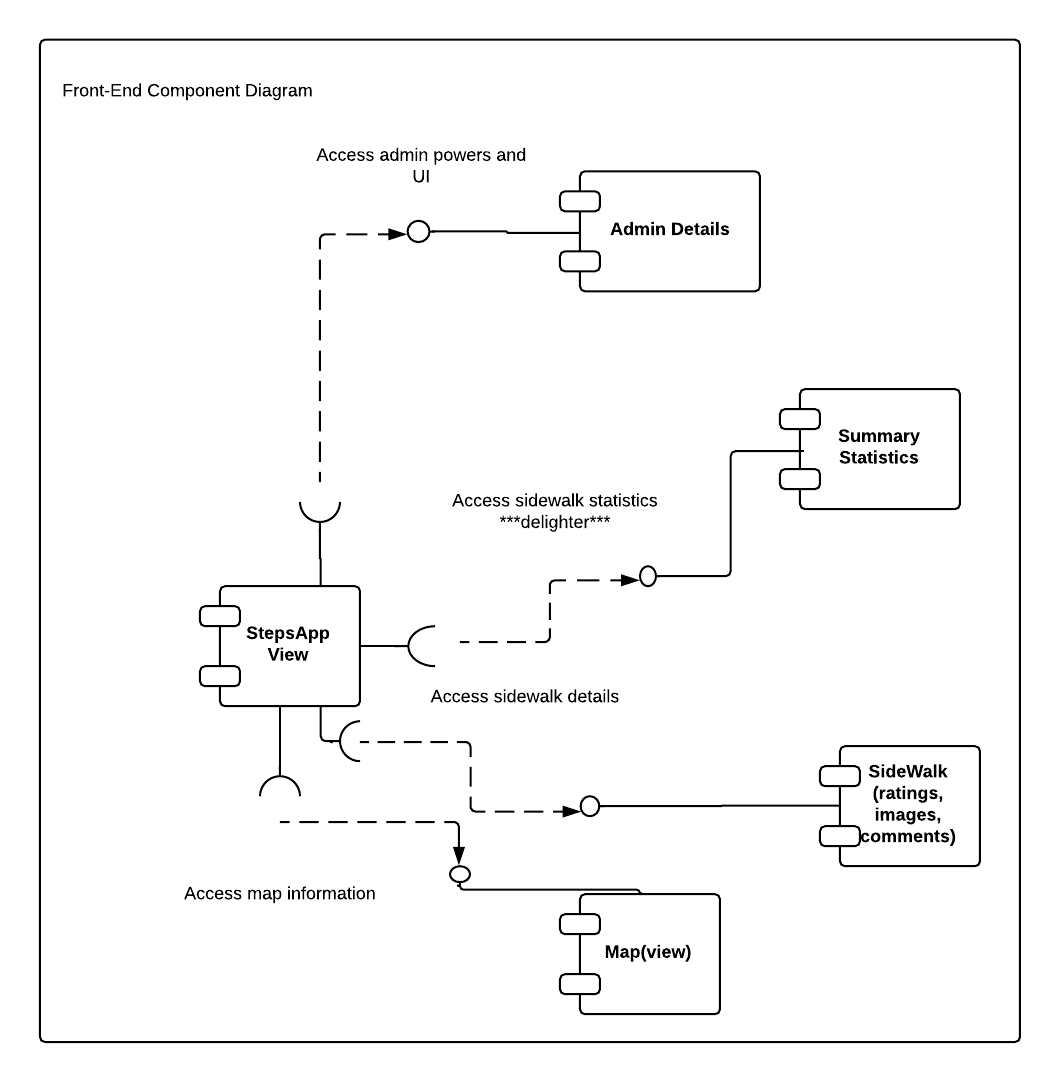 Front-End Component Diagram
Access admin powers and
UI
Admin Details
Summary
Statistics
Access sidewalk statistics
***delighter***
StepsApp
View
Access sidewalk details
SideWalk
(ratings,
images,
comments)
Access map information
Map(view)